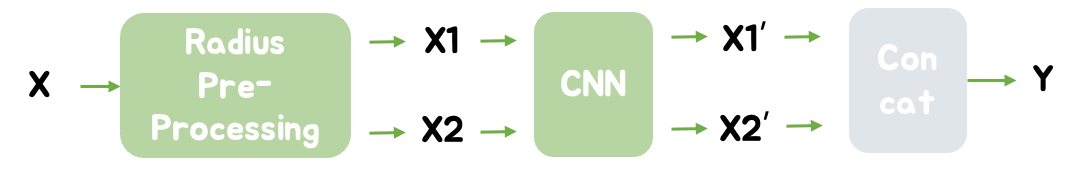 X
Radius
Pre-
Processing
X1
X2
CNN
X1′
X2′
Con
cat
Y